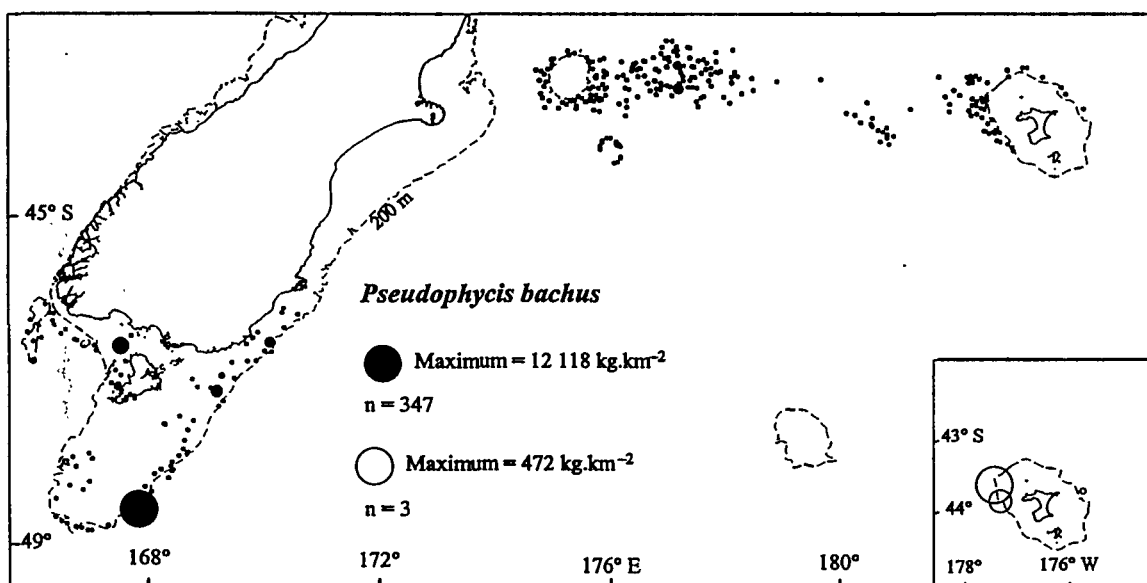 45° S
200 m
Pseudophycis bachus
Maximum = 12 118 kg.km⁻²
n = 347
Maximum = 472 kg.km⁻²
n = 3
43° S
44°
49°
168°
172°
176° E
180°
178°
176° W